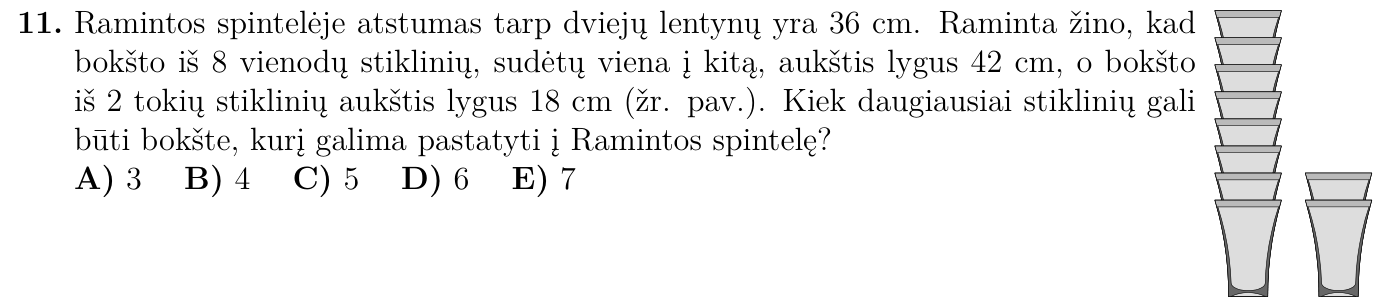 11. Ramintos spintelėje atstumas tarp dviejų lentynų yra 36 cm. Raminta žino, kad
bokšto iš 8 vienodų stiklinių, sudėtų viena į kitą, aukštis lygus 42 cm, o bokšto
iš 2 tokių stiklinių aukštis lygus 18 cm (žr. pav.). Kiek daugiausiai stiklinių gali
būti bokšte, kurį galima pastatyti į Ramintos spintelę?
A) 3 B) 4 C) 5 D) 6 E) 7